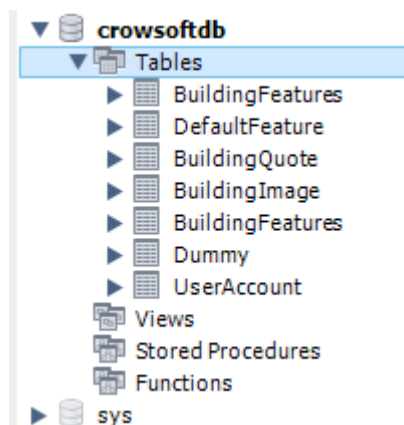 crowsoftdb
Tables
BuildingFeatures
DefaultFeature
BuildingQuote
BuildingImage
BuildingFeatures
Dummy
UserAccount
Views
Stored Procedures
Functions
sys